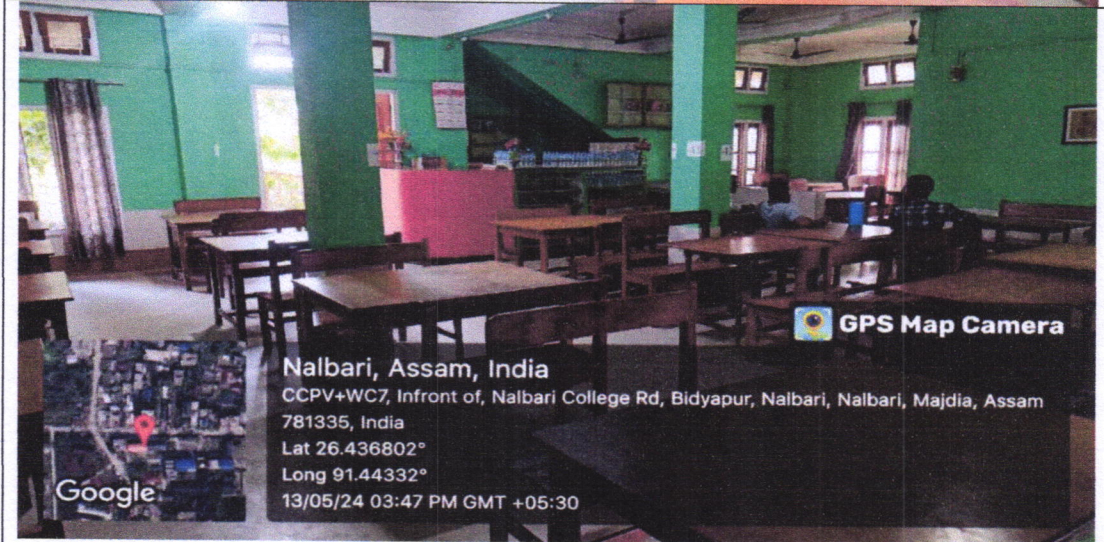 GPS Map Camera
Nalbari, Assam, India
CCPV+WC7, Infront of, Nalbari College Rd, Bidyapur, Nalbari, Nalbari, Majdia, Assam
781335, India
Lat 26.436802°
Long 91.44332°
13/05/24 03:47 PM GMT +05:30
Google